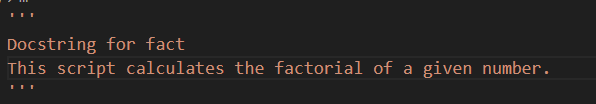 '''
Docstring for fact
This script calculates the factorial of a given number.
'''